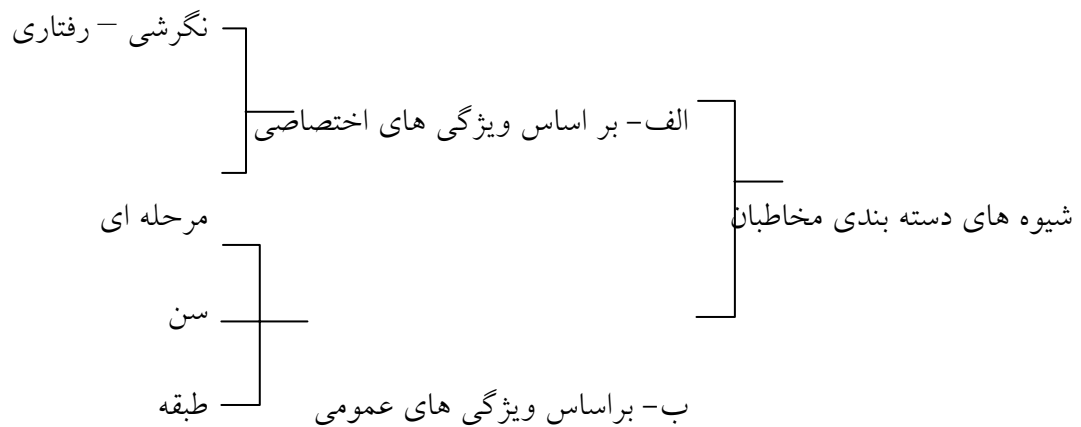 نگرشی – رفتاری
الف- بر اساس ویژگی های اختصاصی
مرحله ای
شیوه های دسته بندی مخاطبان
سن
ب- براساس ویژگی های عمومی
طبقه